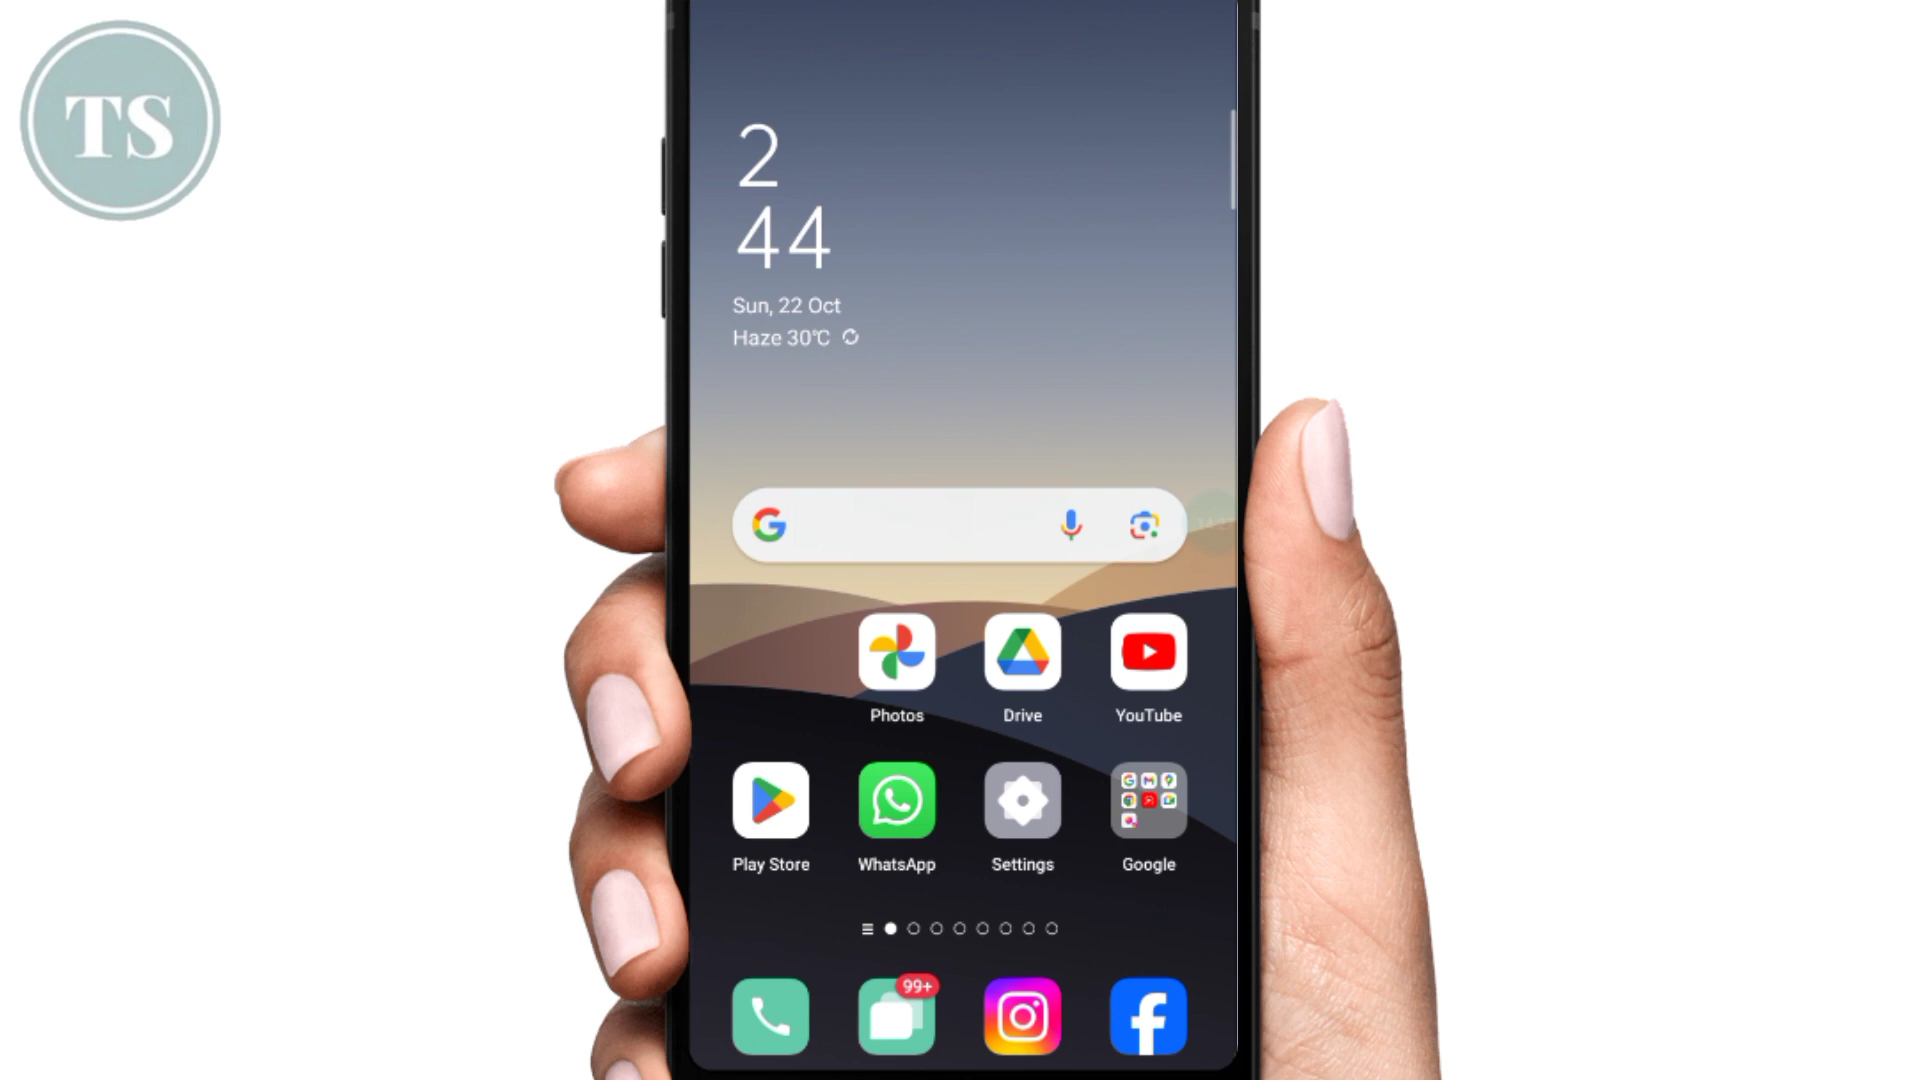 TS
2
44
Sun, 22 Oct
Haze 30℃
Photos
Drive
YouTube
Play Store
WhatsApp
Settings
Google
99+